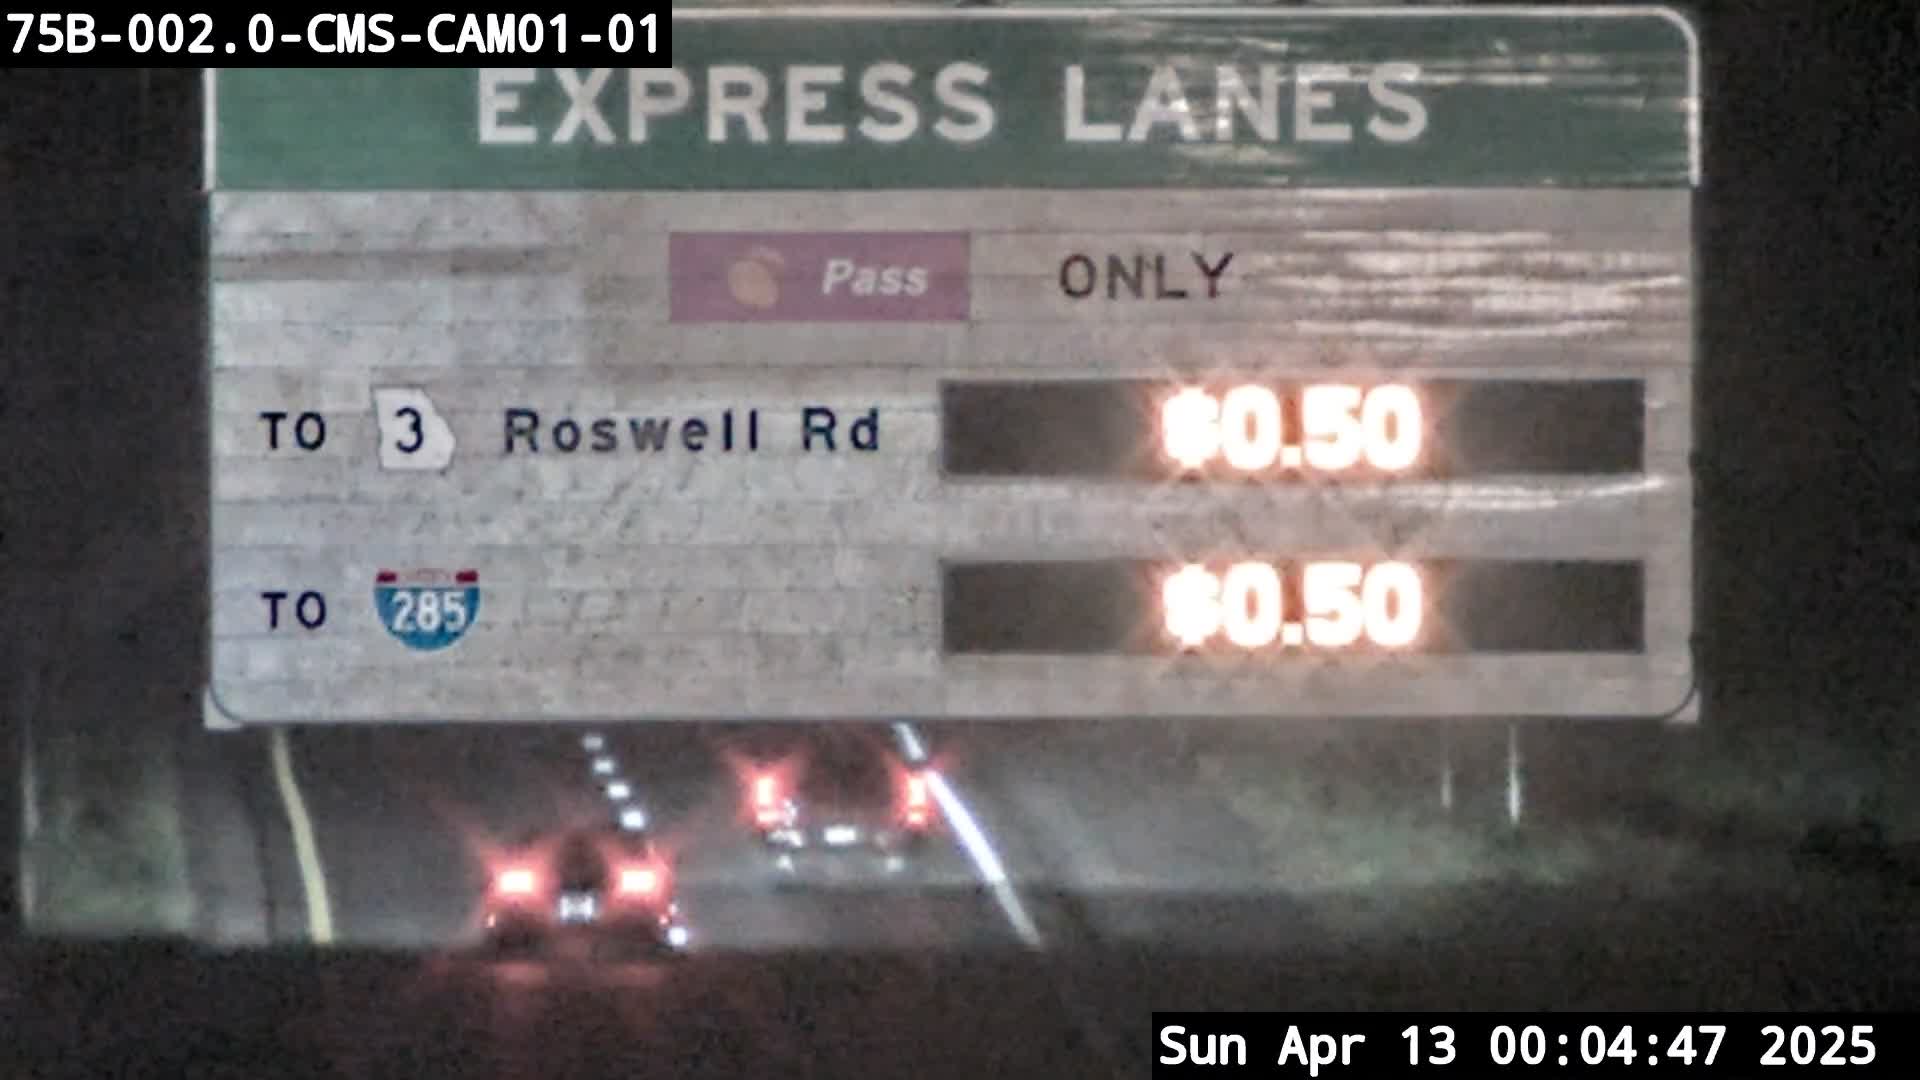 75B-002.0-CMS-CAM01-01
EXPRESS LANES
Pass ONLY
TO 3 Roswell Rd $0.50
TO 285 $0.50
Sun Apr 13 00:04:47 2025